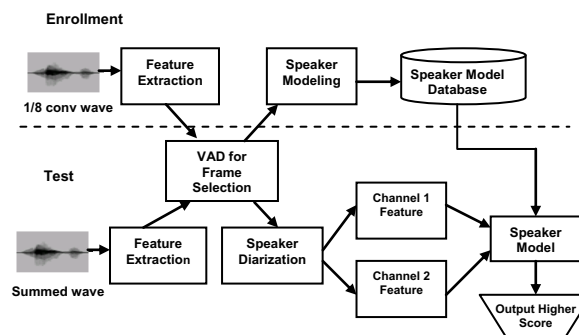 Enrollment
Feature
Extraction
Speaker
Modeling
Speaker Model
Database
1/8 conv wave
VAD for
Frame
Selection
Test
Channel 1
Feature
Feature
Extraction
Speaker
Diarization
Speaker
Model
Channel 2
Feature
Summed wave
Output Higher
Score